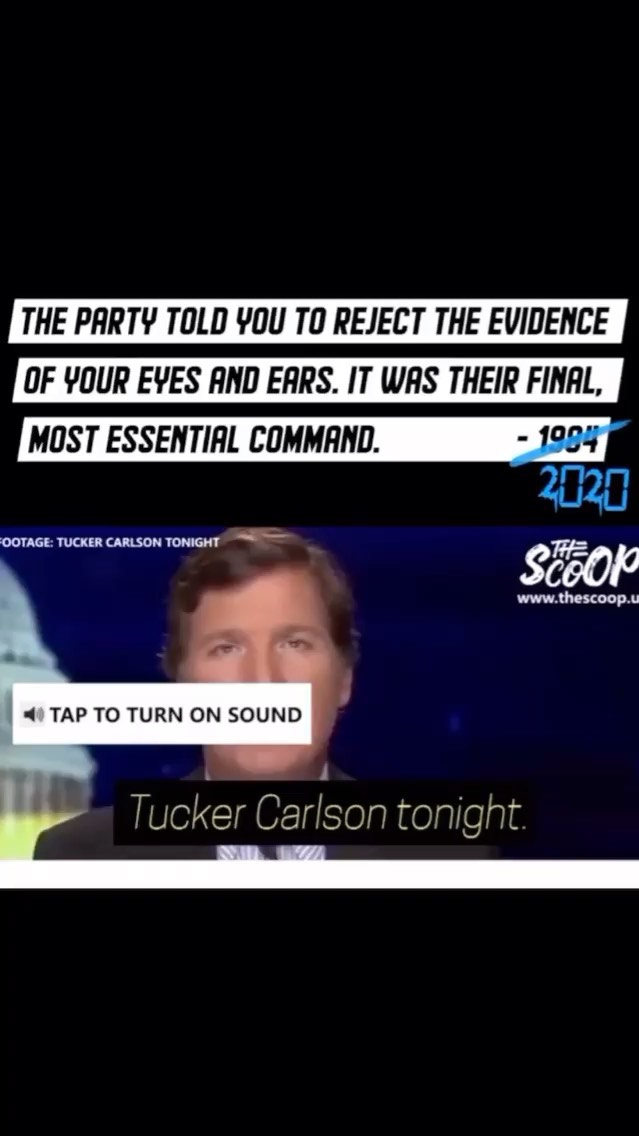 THE PARTY TOLD YOU TO REJECT THE EVIDENCE
OF YOUR EYES AND EARS. IT WAS THEIR FINAL,
MOST ESSENTIAL COMMAND. - 1984
2020
FOOTAGE: TUCKER CARLSON TONIGHT
THE
SCOOP
www.thescoop.u
TAP TO TURN ON SOUND
Tucker Carlson tonight.